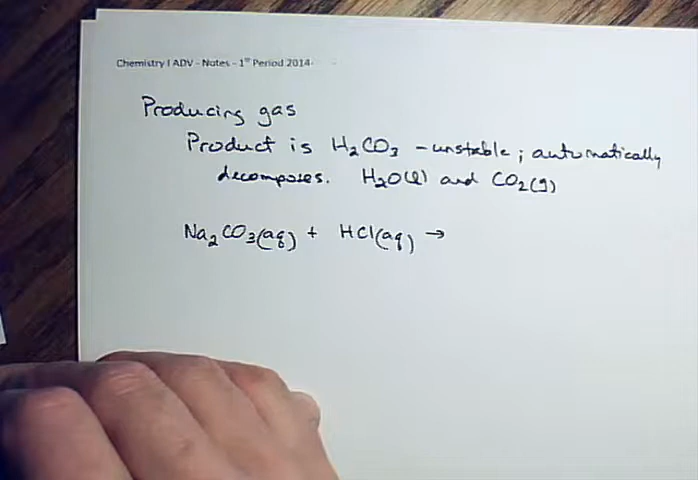 Chemistry I ADV - Notes - 1st Period 2014-
Producing gas
Product is H₂CO₃ - unstable; automatically
decomposes. H₂O(l) and CO₂(g)
Na₂CO₃(aq) + HCl(aq) →